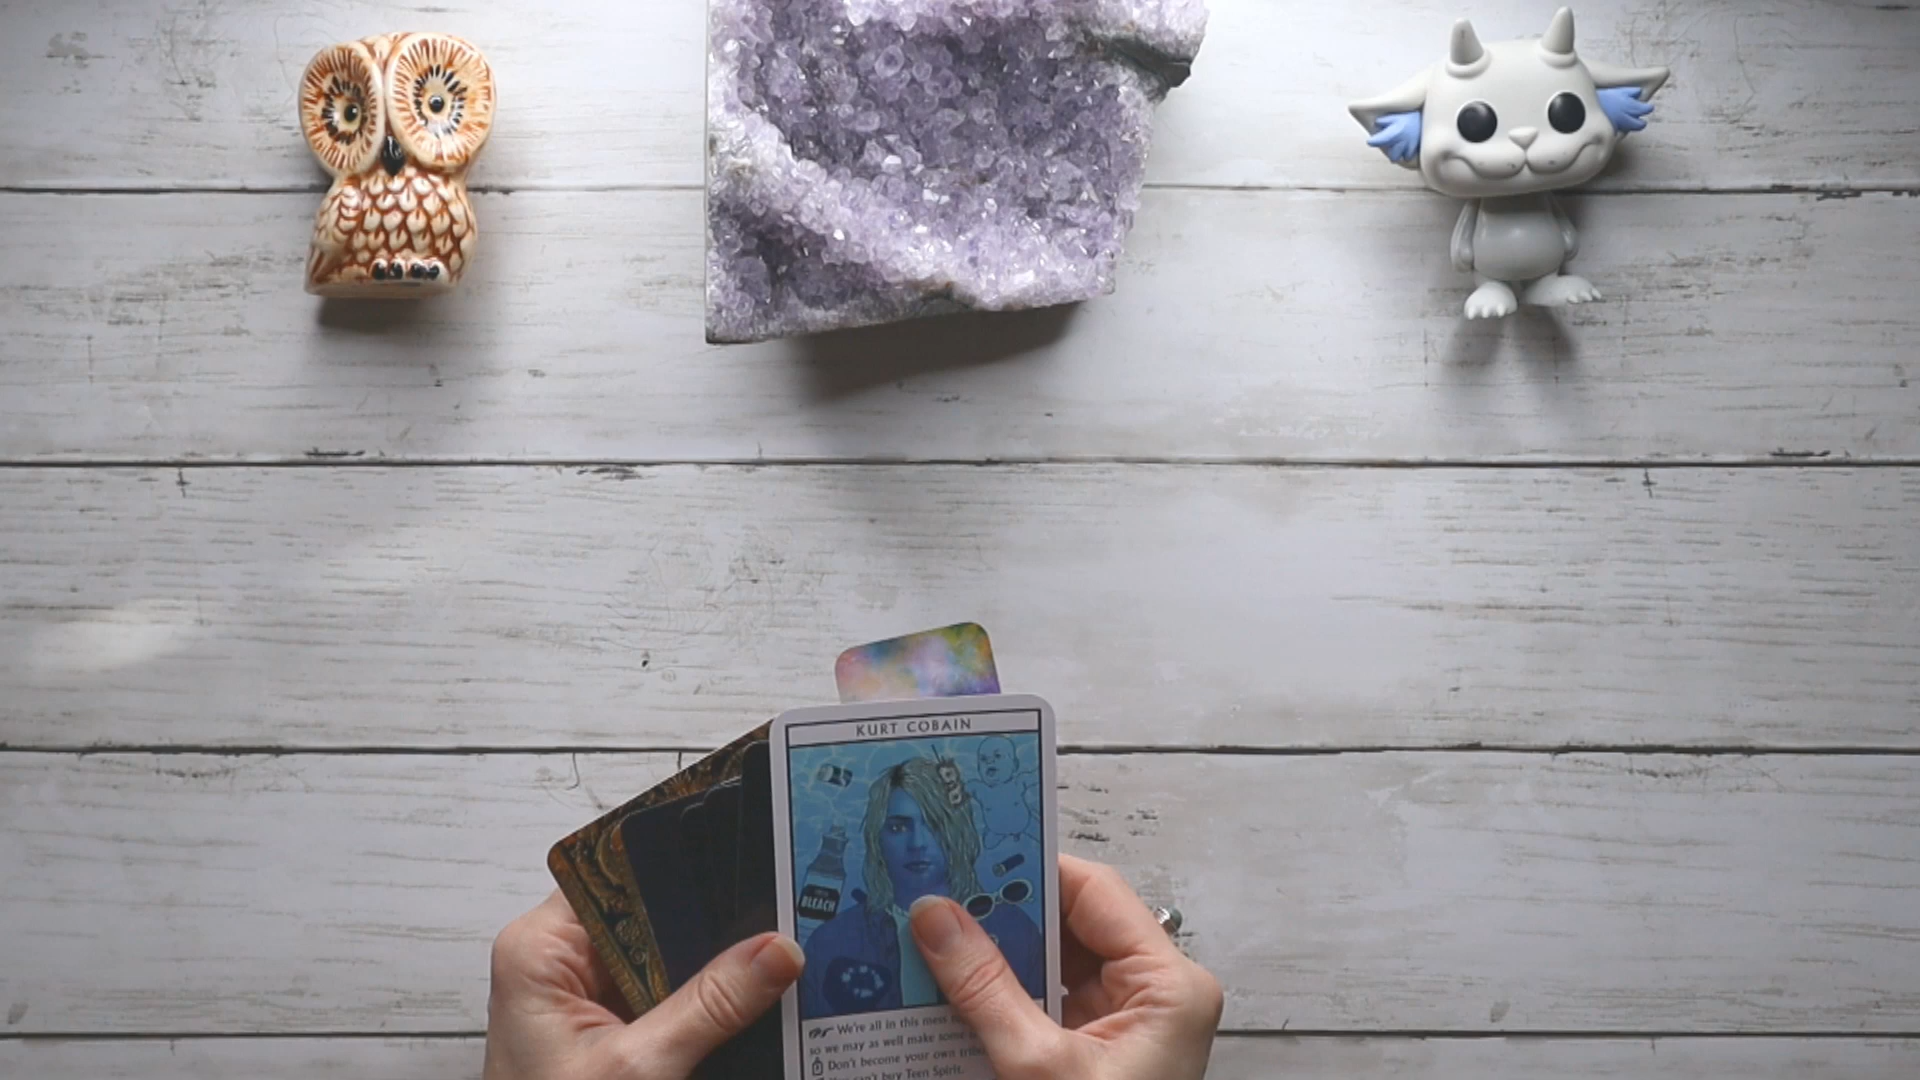 KURT COBAIN
BLEACH
We're all in this mess
so we may as well make some
Don't become your own
can't buy Teen Spirit.